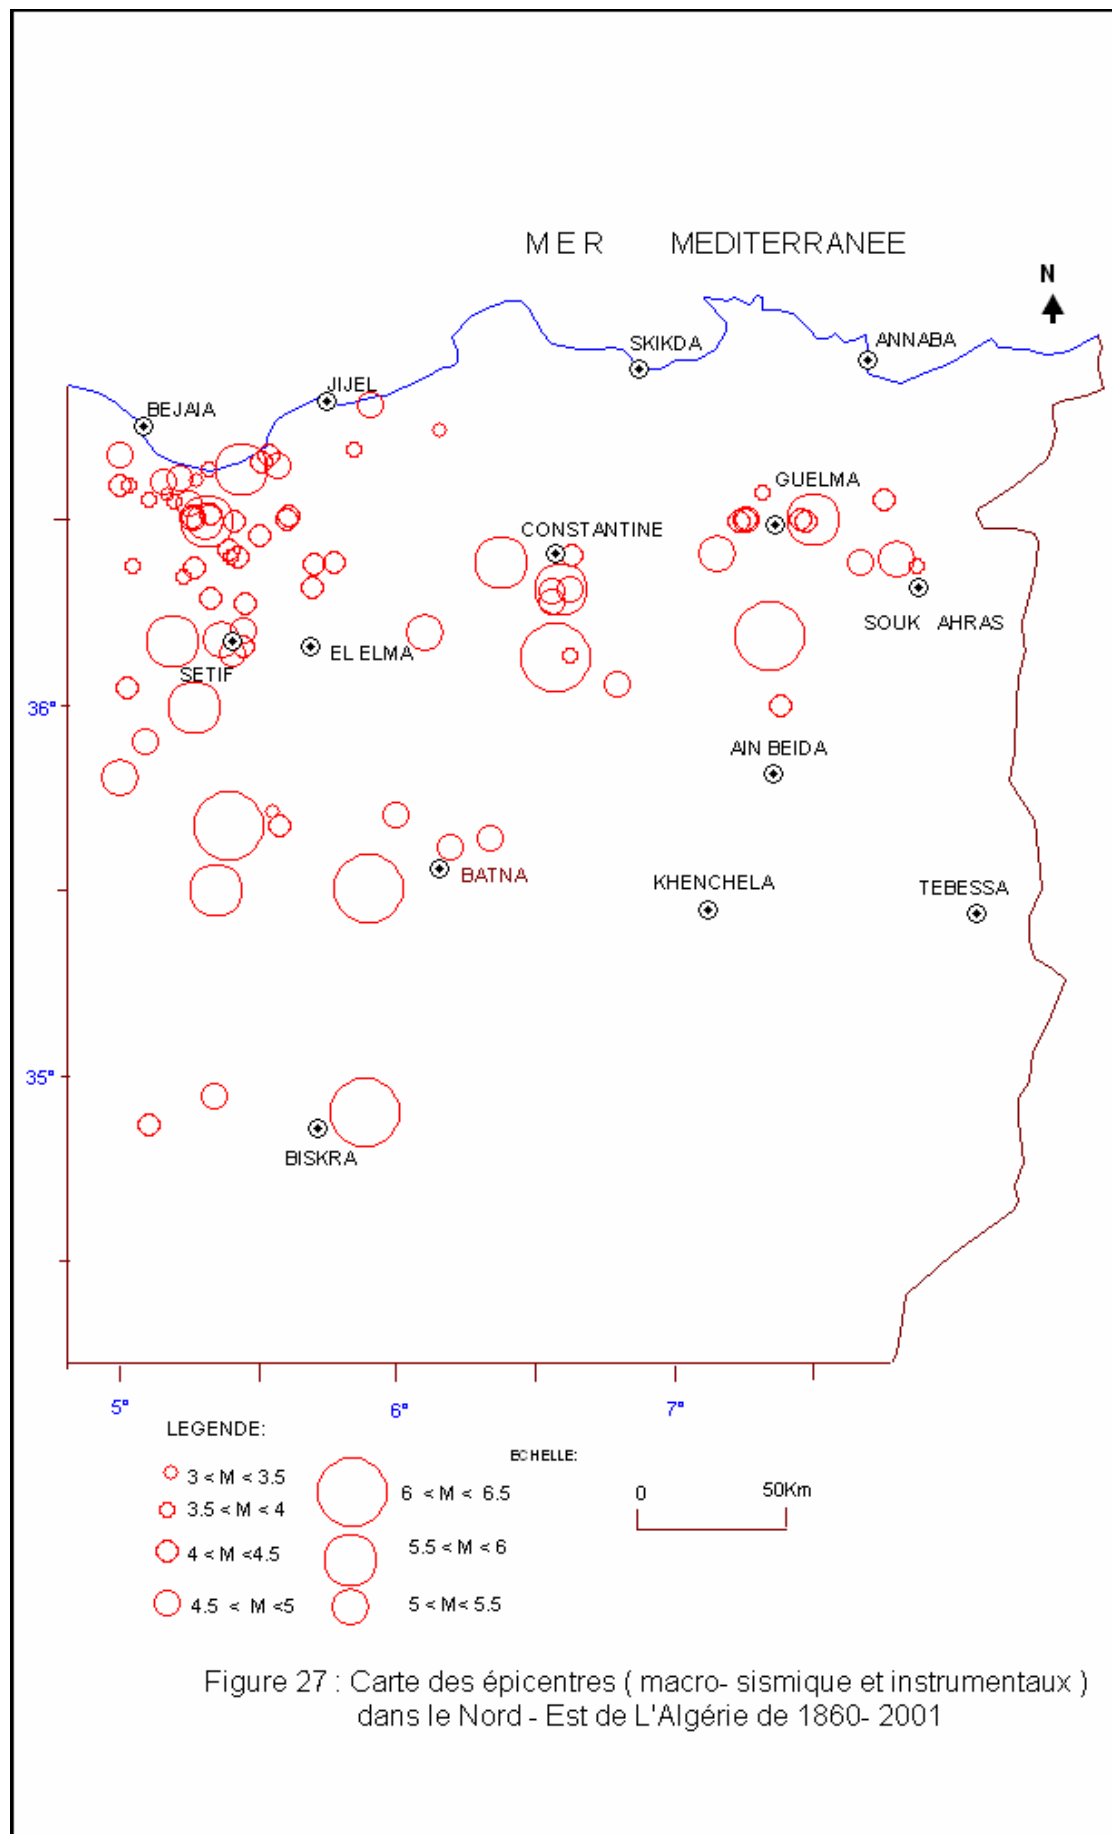 MER MEDITERRANEE
N
SKIKDA
ANNABA
JIJEL
BEJAIA
GUELMA
CONSTANTINE
SOUK AHRAS
EL ELMA
SETIF
36°
AIN BEIDA
BATNA
KHENCHELA
TEBESSA
35°
BISKRA
5°
6°
7°
LEGENDE:
ECHELLE:
3 < M < 3.5
6 < M < 6.5
0
50Km
3.5 < M < 4
5.5 < M < 6
4 < M <4.5
4.5 < M <5
5 < M< 5.5
Figure 27 : Carte des épicentres ( macro- sismique et instrumentaux )
dans le Nord - Est de L'Algérie de 1860- 2001